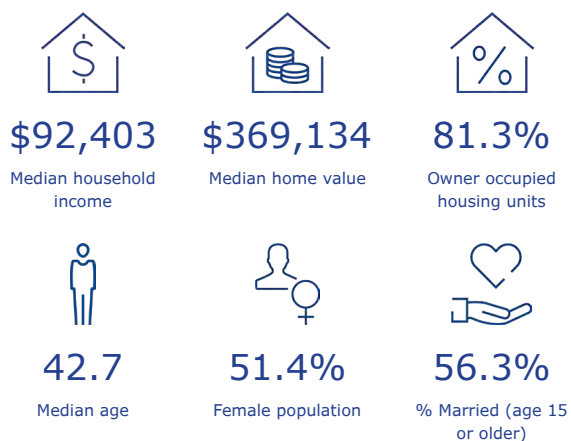 $
%
$92,403
$369,134
81.3%
Median household
income
Median home value
Owner occupied
housing units
42.7
51.4%
56.3%
Median age
Female population
% Married (age 15
or older)